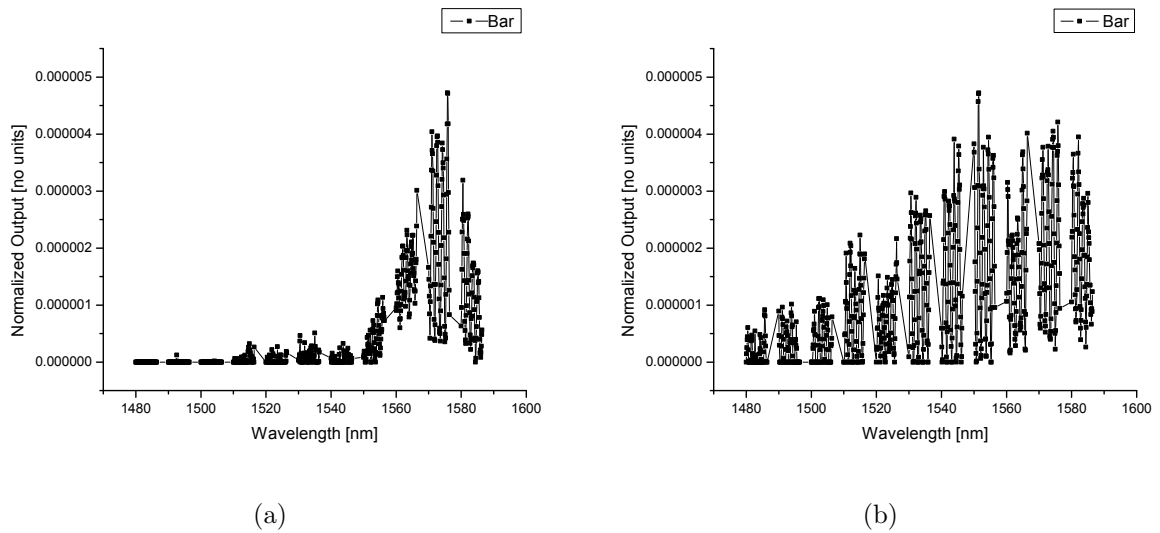 Bar
0.000005
0.000004
0.000003
0.000002
0.000001
0.000000
Normalized Output [no units]
1480 1500 1520 1540 1560 1580 1600
Wavelength [nm]
(a)
Bar
0.000005
0.000004
0.000003
0.000002
0.000001
0.000000
Normalized Output [no units]
1480 1500 1520 1540 1560 1580 1600
Wavelength [nm]
(b)